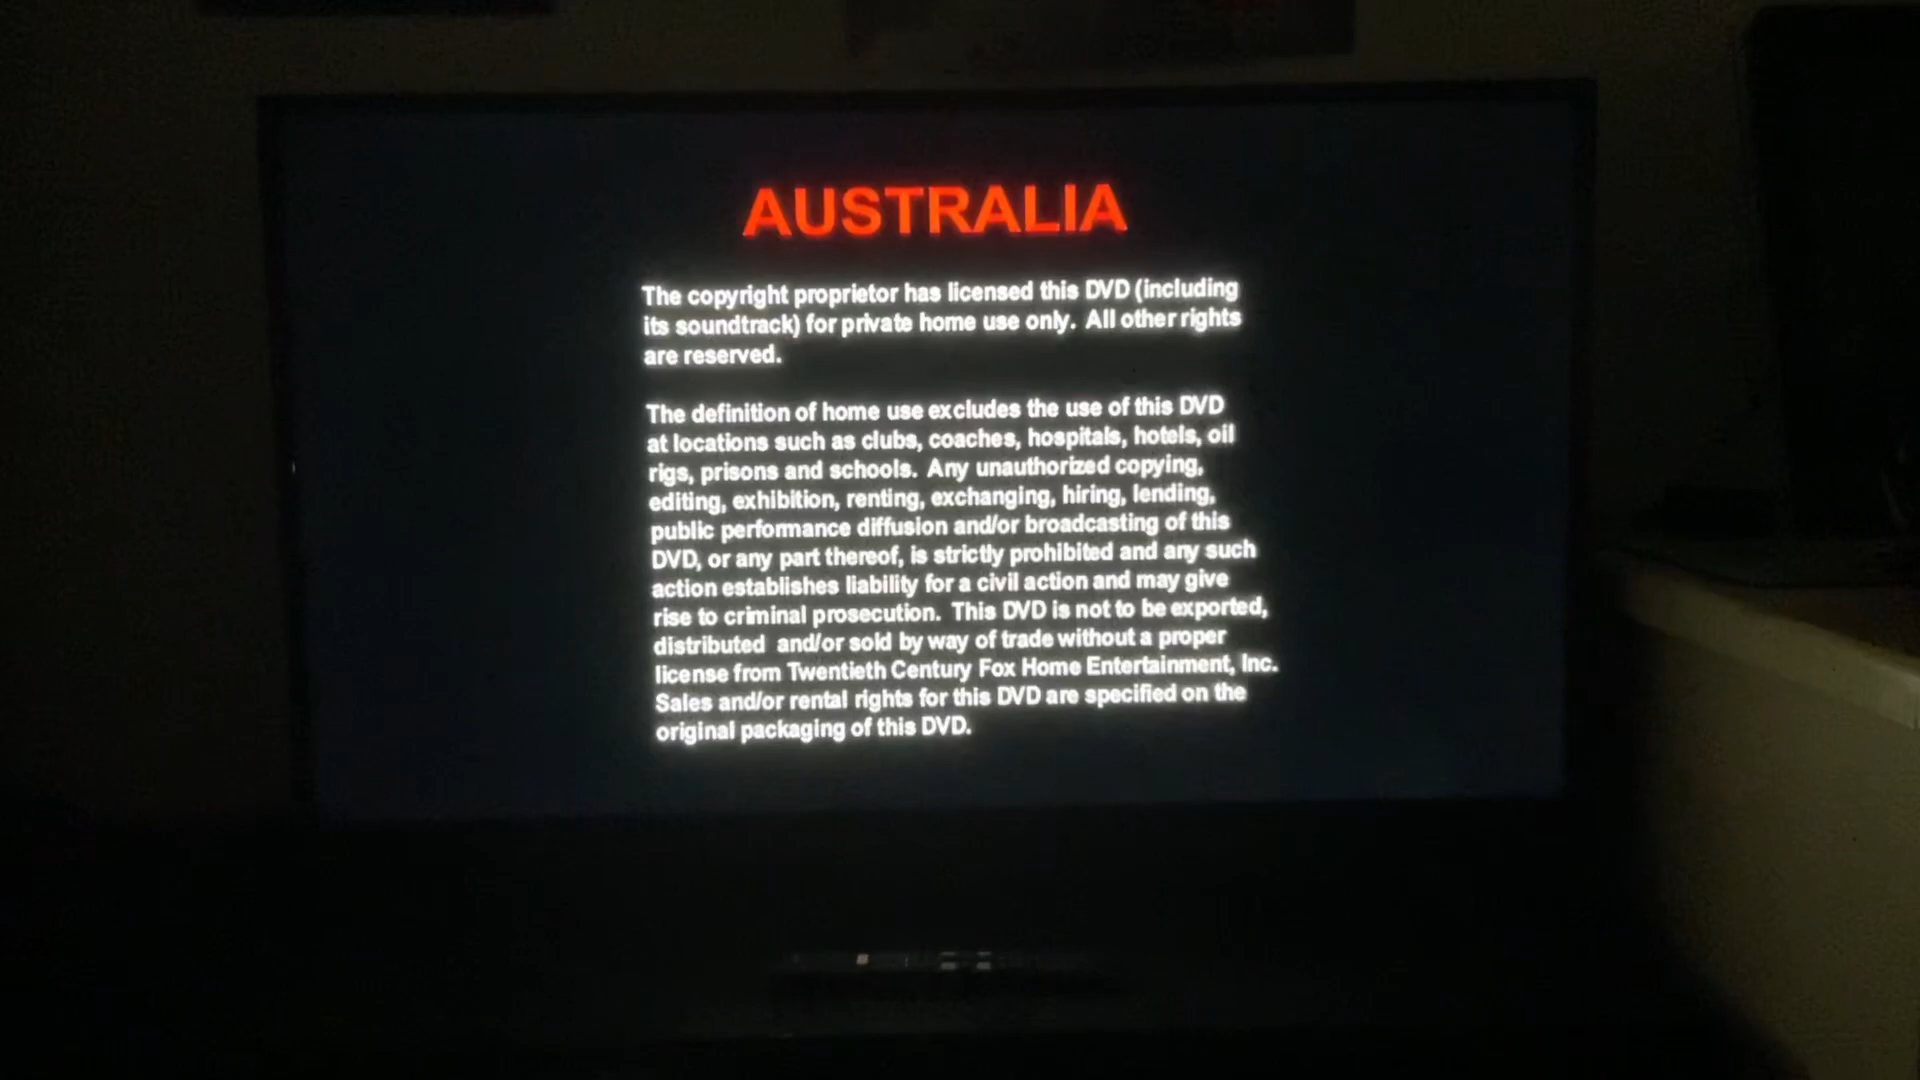 AUSTRALIA
The copyright proprietor has licensed this DVD (including
its soundtrack) for private home use only. All other rights
are reserved.
The definition of home use excludes the use of this DVD
at locations such as clubs, coaches, hospitals, hotels, oil
rigs, prisons and schools. Any unauthorized copying,
editing, exhibition, renting, exchanging, hiring, lending,
public performance diffusion and/or broadcasting of this
DVD, or any part thereof, is strictly prohibited and any such
action establishes liability for a civil action and may give
rise to criminal prosecution. This DVD is not to be exported,
distributed and/or sold by way of trade without a proper
license from Twentieth Century Fox Home Entertainment, Inc.
Sales and/or rental rights for this DVD are specified on the
original packaging of this DVD.